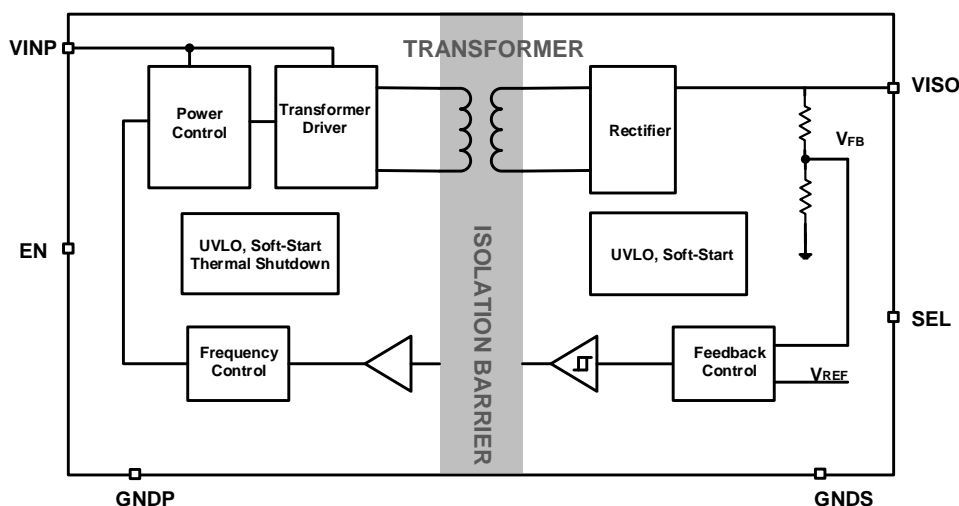 VINP
TRANSFORMER
VISO
Power
Control
Transformer
Driver
Rectifier
VFB
EN
UVLO, Soft-Start
Thermal Shutdown
ISOLATION BARRIER
UVLO, Soft-Start
SEL
Frequency
Control
Feedback
Control
VREF
GNDP
GNDS